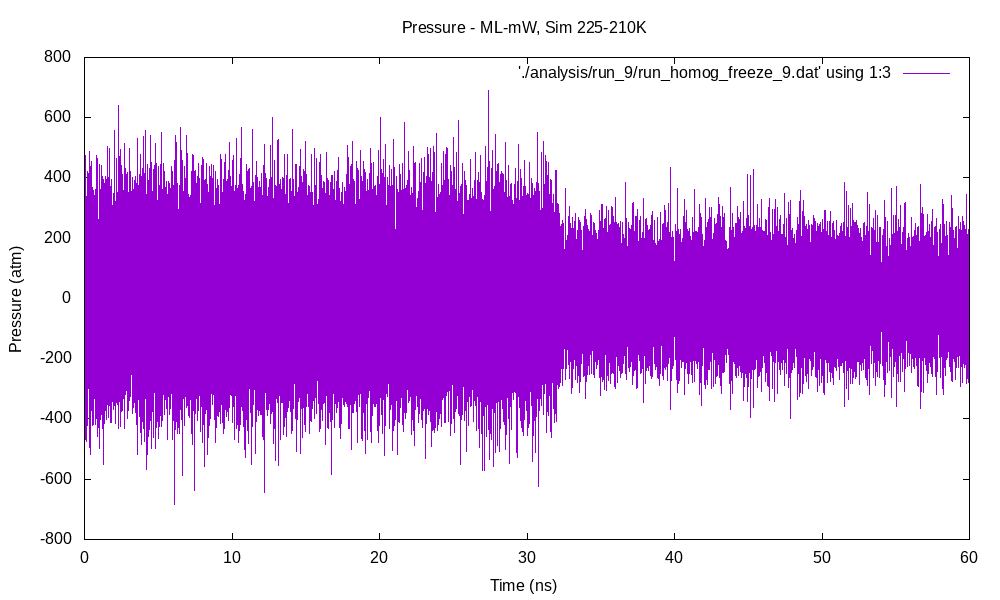 Pressure - ML-mW, Sim 225-210K
'./analysis/run_9/run_homog_freeze_9.dat' using 1:3
800
600
400
200
0
-200
-400
-600
-800
Pressure (atm)
0 10 20 30 40 50 60
Time (ns)